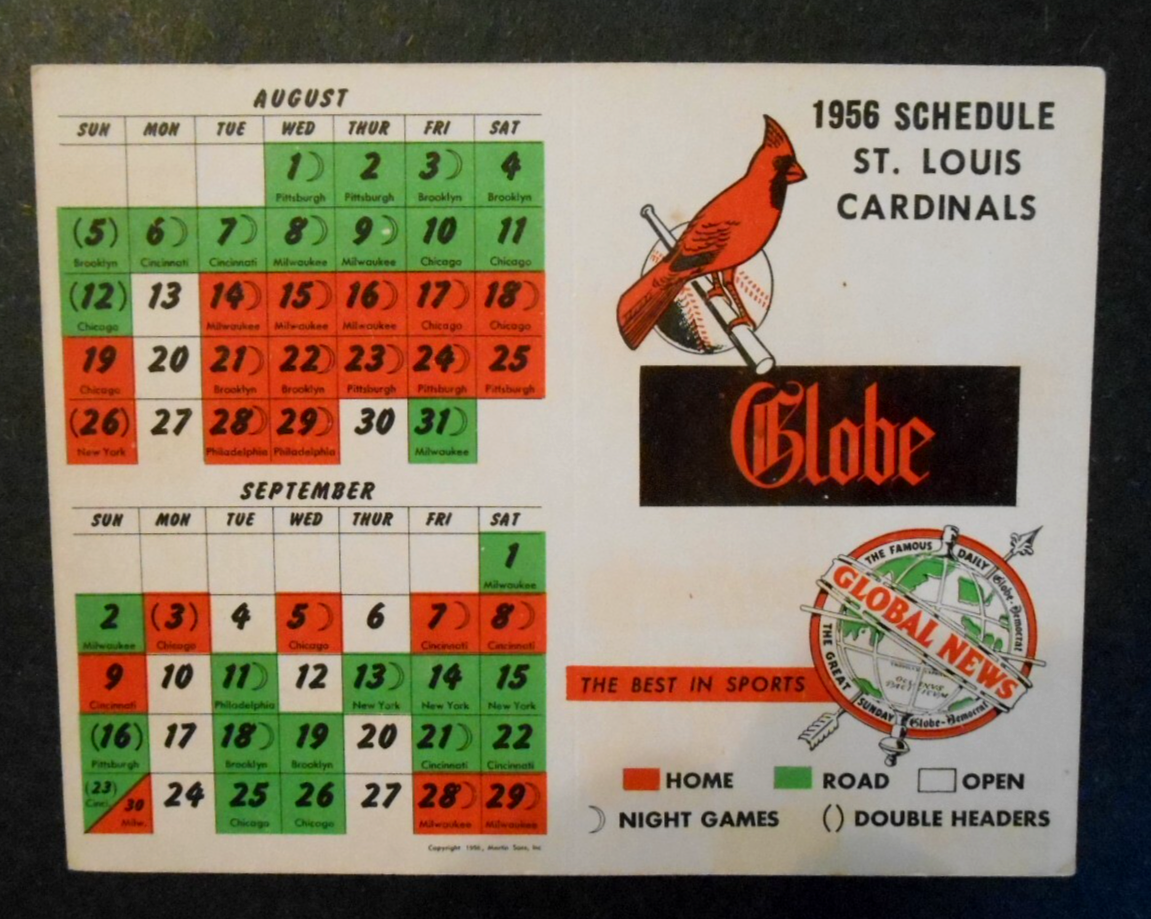 AUGUST
SUN MON TUE WED THUR FRI SAT
1) 2 3) 4
Pittsburgh Pittsburgh Brooklyn Brooklyn
(5) 6) 7) 8) 9) 10 11
Brooklyn Cincinnati Cincinnati Milwaukee Milwaukee Chicago Chicago
(12) 13 14) 15) 16) 17) 18)
Chicago Milwaukee Milwaukee Milwaukee Chicago Chicago
19 20 21) 22) 23) 24) 25
Chicago Brooklyn Brooklyn Pittsburgh Pittsburgh Pittsburgh
(26) 27 28) 29) 30 31)
New York Philadelphia Philadelphia Milwaukee
SEPTEMBER
SUN MON TUE WED THUR FRI SAT
1
Milwaukee
2 (3) 4 5) 6 7) 8)
Milwaukee Chicago Chicago Cincinnati Cincinnati
9 10 11) 12 13) 14 15
Cincinnati Philadelphia New York New York New York
(16) 17 18) 19 20 21) 22
Pittsburgh Brooklyn Brooklyn Cincinnati Cincinnati
(23) 30 24 25 26 27 28) 29)
Cinci. Milw. Chicago Chicago Milwaukee Milwaukee
Copyright 1956,
1956 SCHEDULE
ST. LOUIS
CARDINALS
Globe
THE FAMOUS DAILY Globe-Democrat
GLOBAL NEWS
THE GREAT SUNDAY Globe-Democrat
THE BEST IN SPORTS
HOME ROAD OPEN
) NIGHT GAMES () DOUBLE HEADERS